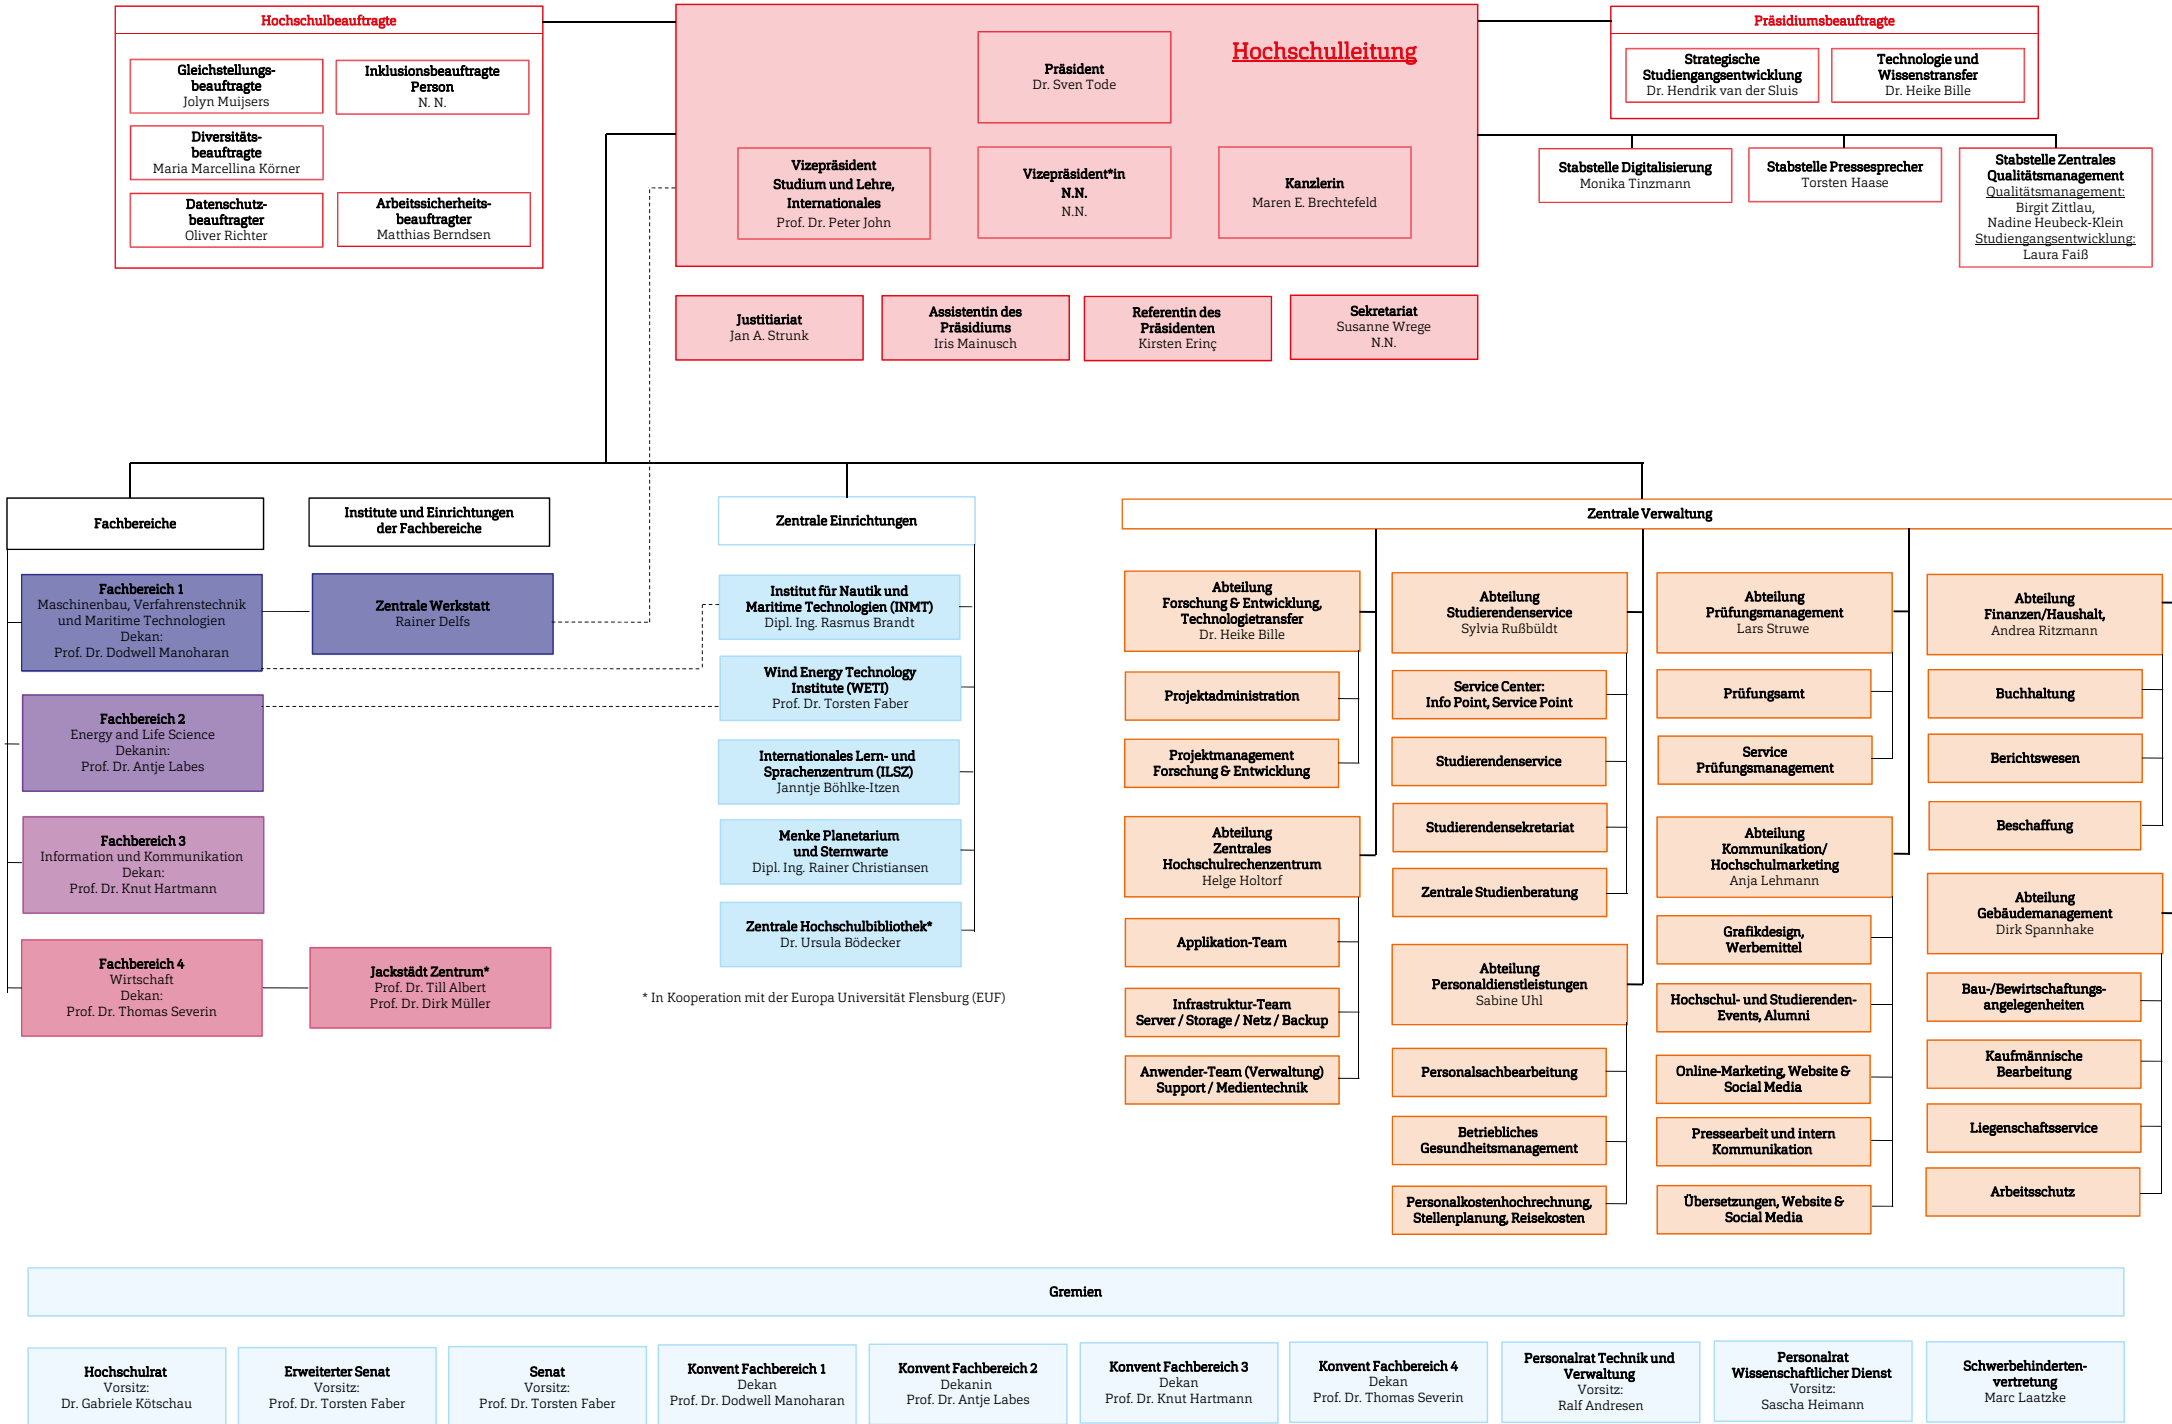 Hochschulbeauftragte
Gleichstellungs-
beauftragte
Jolyn Muijsers
Inklusionsbeauftragte
Person
N. N.
Diversitäts-
beauftragte
Maria Marcellina Körner
Datenschutz-
beauftragter
Oliver Richter
Arbeitssicherheits-
beauftragter
Matthias Berndsen
Hochschulleitung
Präsident
Dr. Sven Tode
Vizepräsident
Studium und Lehre,
Internationales
Prof. Dr. Peter John
Vizepräsident*in
N.N.
N.N.
Kanzlerin
Maren E. Brechtefeld
Präsidiumsbeauftragte
Strategische
Studiengangsentwicklung
Dr. Hendrik van der Sluis
Technologie und
Wissenstransfer
Dr. Heike Bille
Stabstelle Digitalisierung
Monika Tinzmann
Stabstelle Pressesprecher
Torsten Haase
Stabstelle Zentrales
Qualitätsmanagement
Qualitätsmanagement:
Birgit Zittlau,
Nadine Heubeck-Klein
Studiengangsentwicklung:
Laura Faiß
Justitiariat
Jan A. Strunk
Assistentin des
Präsidiums
Iris Mainusch
Referentin des
Präsidenten
Kirsten Erinç
Sekretariat
Susanne Wrege
N.N.
Fachbereiche
Institute und Einrichtungen
der Fachbereiche
Fachbereich 1
Maschinenbau, Verfahrenstechnik
und Maritime Technologien
Dekan:
Prof. Dr. Dodwell Manoharan
Zentrale Werkstatt
Rainer Delfs
Fachbereich 2
Energy and Life Science
Dekanin:
Prof. Dr. Antje Labes
Fachbereich 3
Information und Kommunikation
Dekan:
Prof. Dr. Knut Hartmann
Fachbereich 4
Wirtschaft
Dekan:
Prof. Dr. Thomas Severin
Jackstädt Zentrum*
Prof. Dr. Till Albert
Prof. Dr. Dirk Müller
Zentrale Einrichtungen
Institut für Nautik und
Maritime Technologien (INMT)
Dipl. Ing. Rasmus Brandt
Wind Energy Technology
Institute (WETI)
Prof. Dr. Torsten Faber
Internationales Lern- und
Sprachenzentrum (ILSZ)
Janntje Böhlke-Itzen
Menke Planetarium
und Sternwarte
Dipl. Ing. Rainer Christiansen
Zentrale Hochschulbibliothek*
Dr. Ursula Bödecker
* In Kooperation mit der Europa Universität Flensburg (EUF)
Zentrale Verwaltung
Abteilung
Forschung & Entwicklung,
Technologietransfer
Dr. Heike Bille
Projektadministration
Projektmanagement
Forschung & Entwicklung
Abteilung
Zentrales
Hochschulrechenzentrum
Helge Holtorf
Applikation-Team
Infrastruktur-Team
Server / Storage / Netz / Backup
Anwender-Team (Verwaltung)
Support / Medientechnik
Abteilung
Studierendenservice
Sylvia Rußbüldt
Service Center:
Info Point, Service Point
Studierendenservice
Studierendensekretariat
Zentrale Studienberatung
Abteilung
Personaldienstleistungen
Sabine Uhl
Personalsachbearbeitung
Betriebliches
Gesundheitsmanagement
Personalkostenhochrechnung,
Stellenplanung, Reisekosten
Abteilung
Prüfungsmanagement
Lars Struwe
Prüfungsamt
Service
Prüfungsmanagement
Abteilung
Kommunikation/
Hochschulmarketing
Anja Lehmann
Grafikdesign,
Werbemittel
Hochschul- und Studierenden-
Events, Alumni
Online-Marketing, Website &
Social Media
Pressearbeit und intern
Kommunikation
Übersetzungen, Website &
Social Media
Abteilung
Finanzen/Haushalt,
Andrea Ritzmann
Buchhaltung
Berichtswesen
Beschaffung
Abteilung
Gebäudemanagement
Dirk Spannhake
Bau-/Bewirtschaftungs-
angelegenheiten
Kaufmännische
Bearbeitung
Liegenschaftsservice
Arbeitsschutz
Gremien
Hochschulrat
Vorsitz:
Dr. Gabriele Kötschau
Erweiterter Senat
Vorsitz:
Prof. Dr. Torsten Faber
Senat
Vorsitz:
Prof. Dr. Torsten Faber
Konvent Fachbereich 1
Dekan
Prof. Dr. Dodwell Manoharan
Konvent Fachbereich 2
Dekanin
Prof. Dr. Antje Labes
Konvent Fachbereich 3
Dekan
Prof. Dr. Knut Hartmann
Konvent Fachbereich 4
Dekan
Prof. Dr. Thomas Severin
Personalrat Technik und
Verwaltung
Vorsitz:
Ralf Andresen
Personalrat
Wissenschaftlicher Dienst
Vorsitz:
Sascha Heimann
Schwerbehinderten-
vertretung
Marc Laatzke